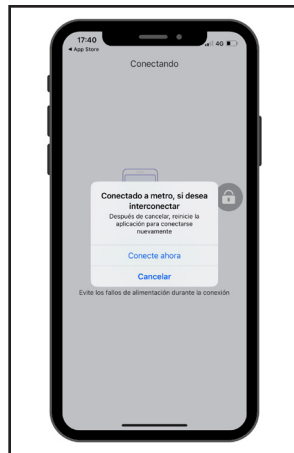 17:40
4G
◀ App Store
Conectando
Conectado a metro, si desea
interconectar
Después de cancelar, reinicie la
aplicación para conectarse
nuevamente
Conecte ahora
Cancelar
Evite los fallos de alimentación durante la conexión